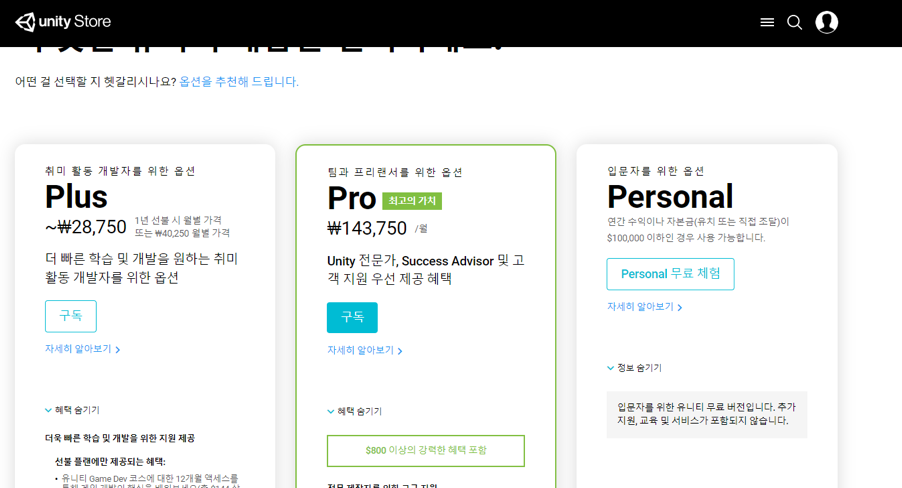 unity Store
어떤 걸 선택할 지 헷갈리시나요? 옵션을 추천해 드립니다.
취미 활동 개발자를 위한 옵션
Plus
~₩28,750 1년 선불 시 월별 가격
또는 ₩40,250 월별 가격
더 빠른 학습 및 개발을 원하는 취미
활동 개발자를 위한 옵션
구독
자세히 알아보기
혜택 숨기기
더욱 빠른 학습 및 개발을 위한 지원 제공
선불 플랜에만 제공되는 혜택:
• 유니티 Game Dev 코스에 대한 12개월 액세스를
팀과 프리랜서를 위한 옵션
Pro 최고의 가치
₩143,750 /월
Unity 전문가, Success Advisor 및 고
객 지원 우선 제공 혜택
구독
자세히 알아보기
혜택 숨기기
$800 이상의 강력한 혜택 포함
전문 제작자를 위한 고급 지원
입문자를 위한 옵션
Personal
연간 수익이나 자본금(유치 또는 직접 조달)이
$100,000 이하인 경우 사용 가능합니다.
Personal 무료 체험
자세히 알아보기
정보 숨기기
입문자를 위한 유니티 무료 버전입니다. 추가
지원, 교육 및 서비스가 포함되지 않습니다.